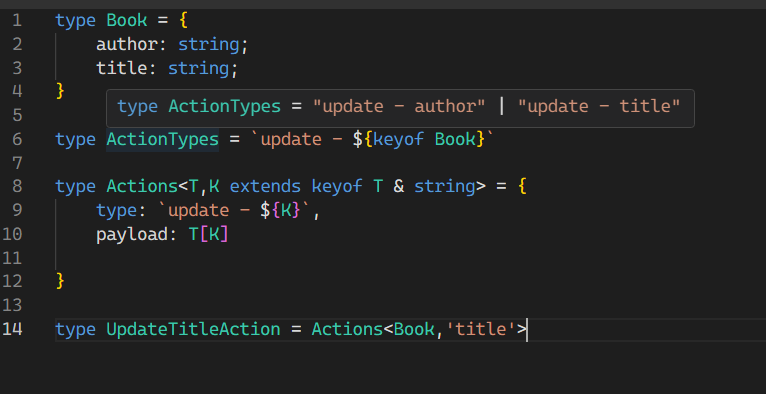 1 type Book = {
2     author: string;
3     title: string;
4 }
type ActionTypes = "update - author" | "update - title"
5
6 type ActionTypes = `update - ${keyof Book}`
7
8 type Actions<T,K extends keyof T & string> = {
9     type: `update - ${K}`,
10     payload: T[K]
11
12 }
13
14 type UpdateTitleAction = Actions<Book,'title'>